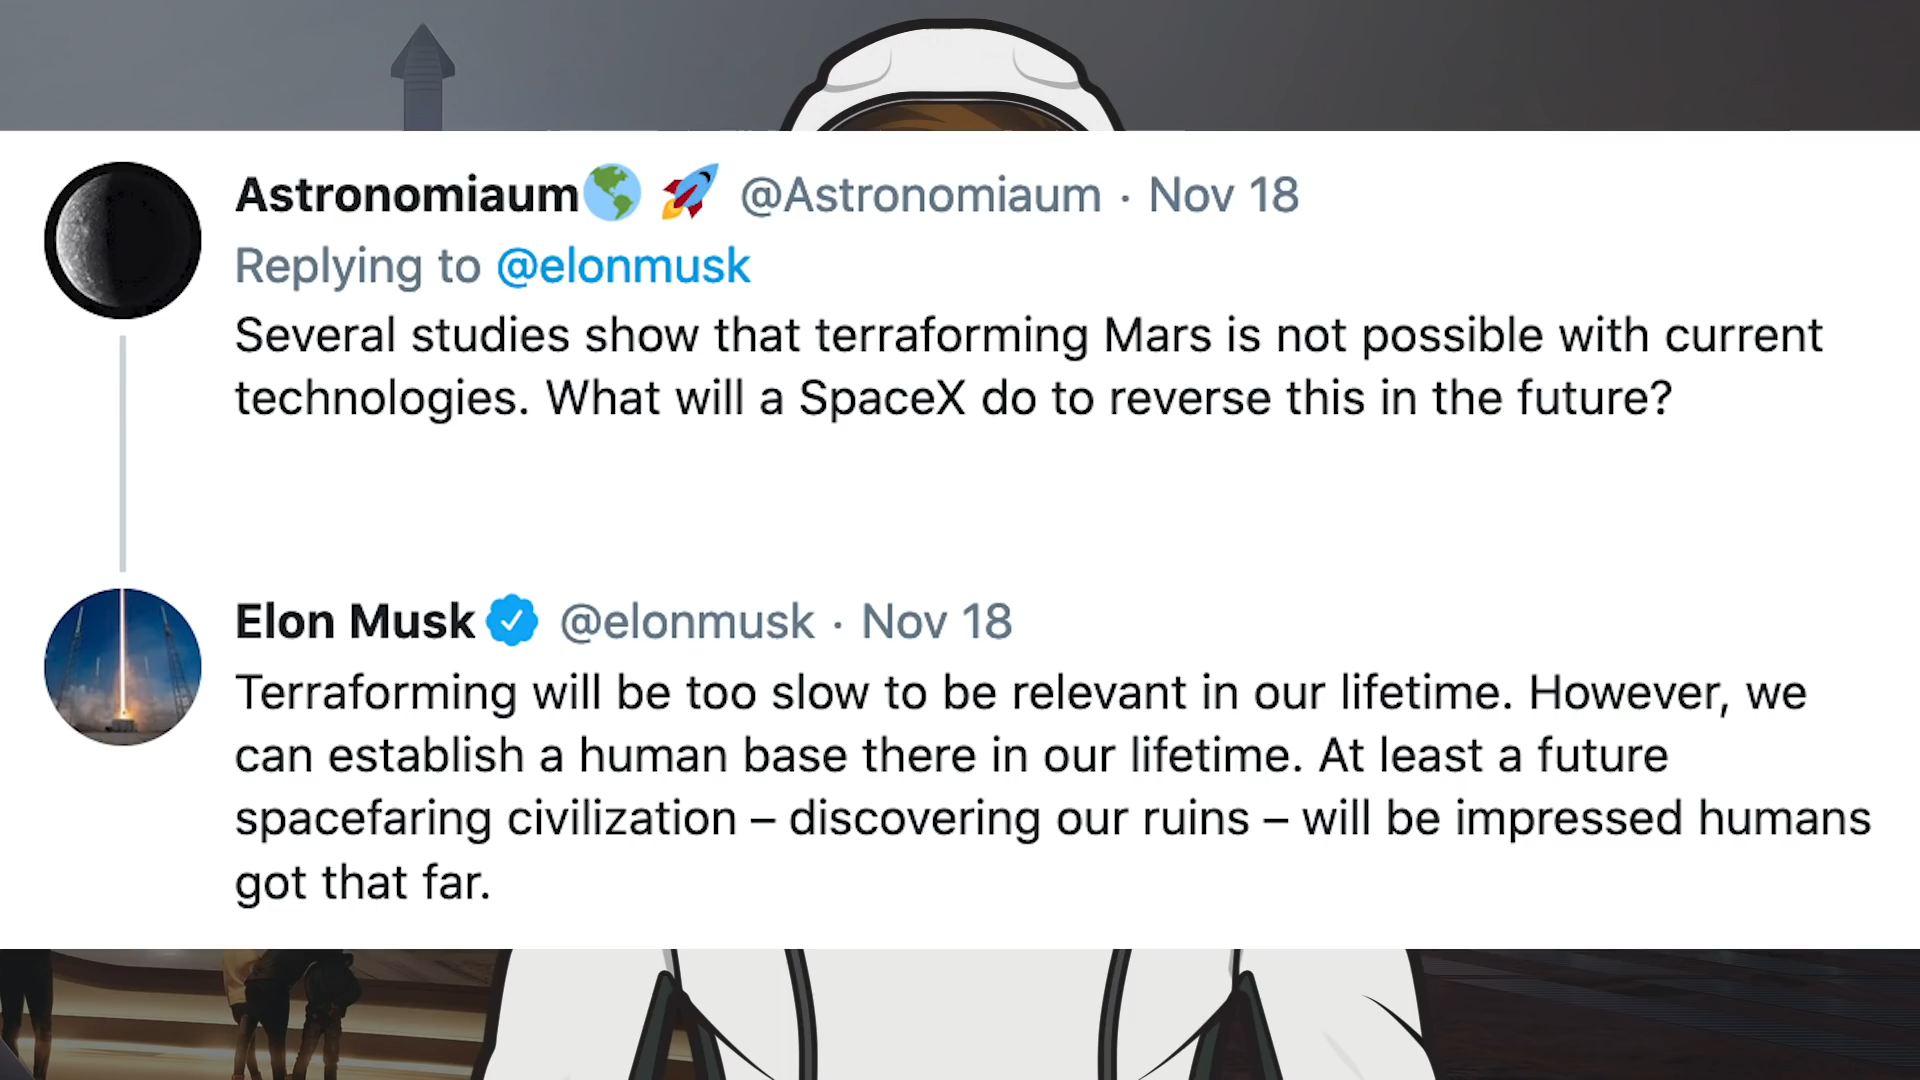 Astronomiaum🌎 🚀 @Astronomiaum · Nov 18
Replying to @elonmusk
Several studies show that terraforming Mars is not possible with current
technologies. What will a SpaceX do to reverse this in the future?
Elon Musk @elonmusk · Nov 18
Terraforming will be too slow to be relevant in our lifetime. However, we
can establish a human base there in our lifetime. At least a future
spacefaring civilization – discovering our ruins – will be impressed humans
got that far.